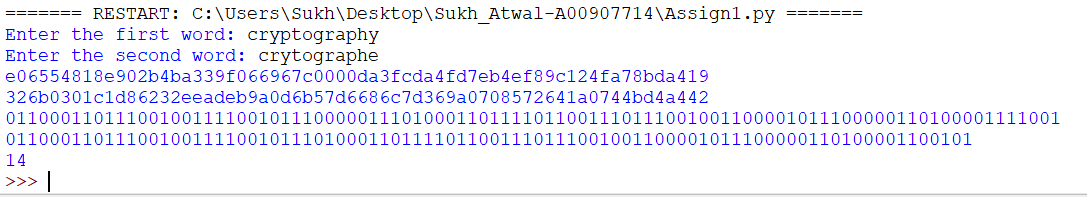 ======= RESTART: C:\Users\Sukh\Desktop\Sukh_Atwal-A00907714\Assign1.py =======
Enter the first word: cryptography
Enter the second word: crytographe
e06554818e902b4ba339f066967c0000da3fcda4fd7eb4ef89c124fa78bda419
326b0301c1d86232eeadeb9a0d6b57d6686c7d369a0708572641a0744bd4a442
011000110111001001111001011100000111010001101111011001110111001001100001011100000110100001111001
0110001101110010011110010111010001101111011001110111001001100001011100000110100001100101
14
>>>